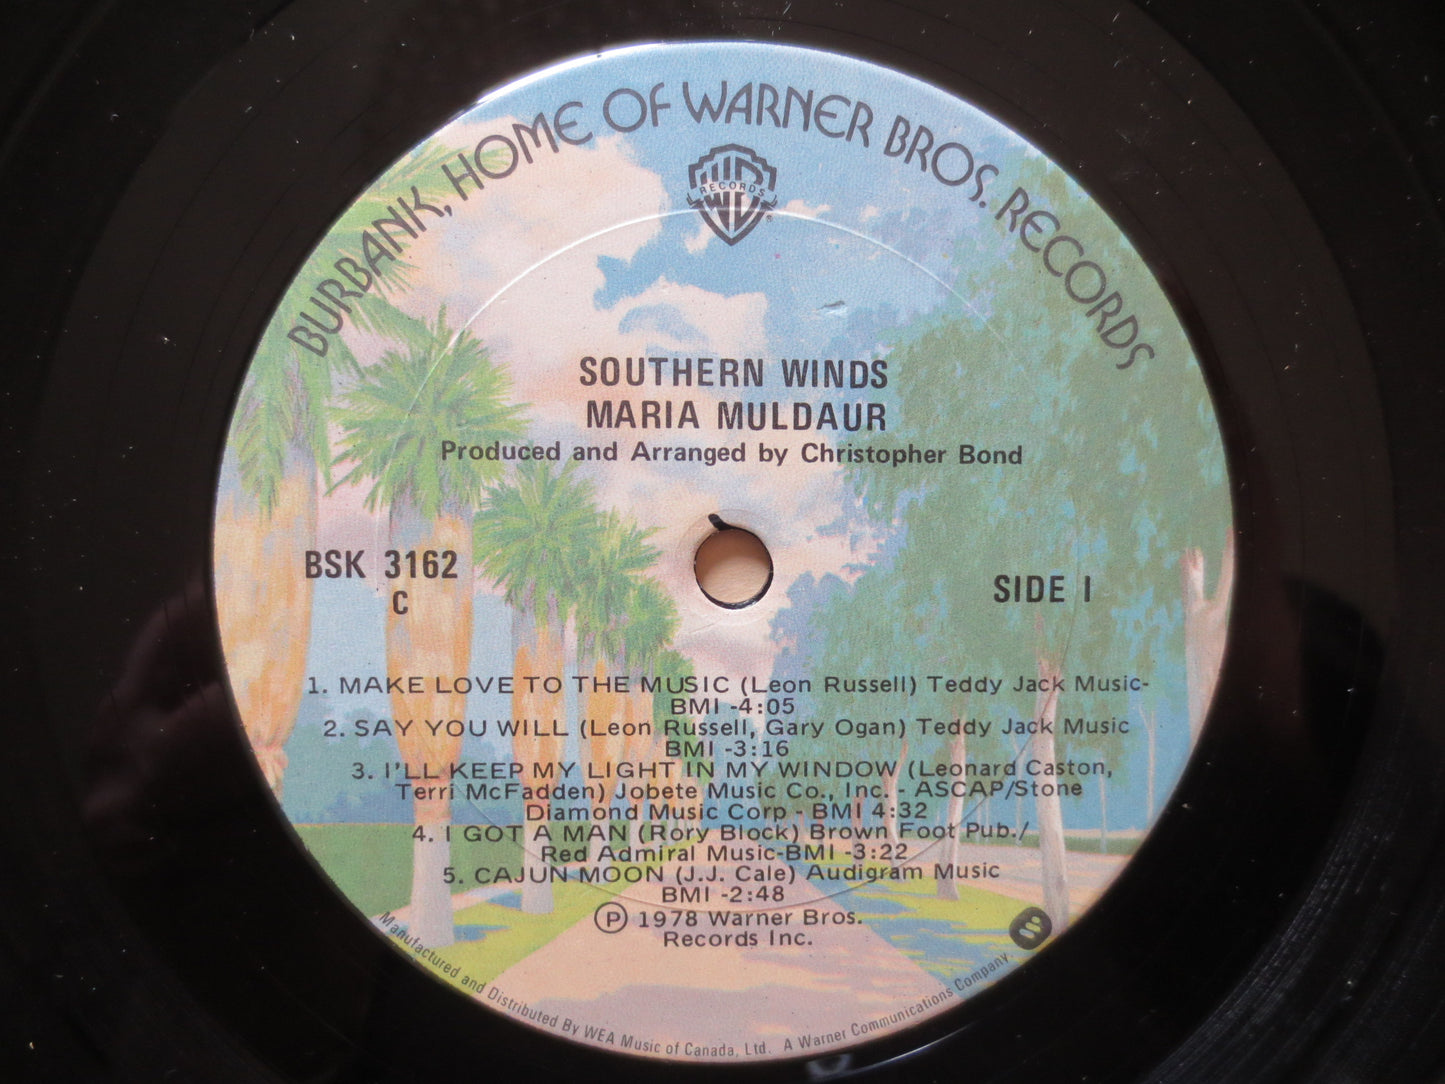 BURBANK, HOME OF WARNER BROS. RECORDS
RECORDS
®
SOUTHERN WINDS
MARIA MULDAUR
Produced and Arranged by Christopher Bond
BSK 3162
C
SIDE 1
1. MAKE LOVE TO THE MUSIC (Leon Russell) Teddy Jack Music-
BMI -4:05
2. SAY YOU WILL (Leon Russell, Gary Ogan) Teddy Jack Music
BMI -3:16
3. I'LL KEEP MY LIGHT IN MY WINDOW (Leonard Caston,
Terri McFadden) Jobete Music Co., Inc. - ASCAP/Stone
Diamond Music Corp - BMI 4:32
4. I GOT A MAN (Rory Block) Brown Foot Pub./
Red Admiral Music-BMI -3:22
5. CAJUN MOON (J.J. Cale) Audigram Music
BMI -2:48
Ⓟ 1978 Warner Bros.
Records Inc.
Manufactured and Distributed By WEA Music of Canada, Ltd. A Warner Communications Company